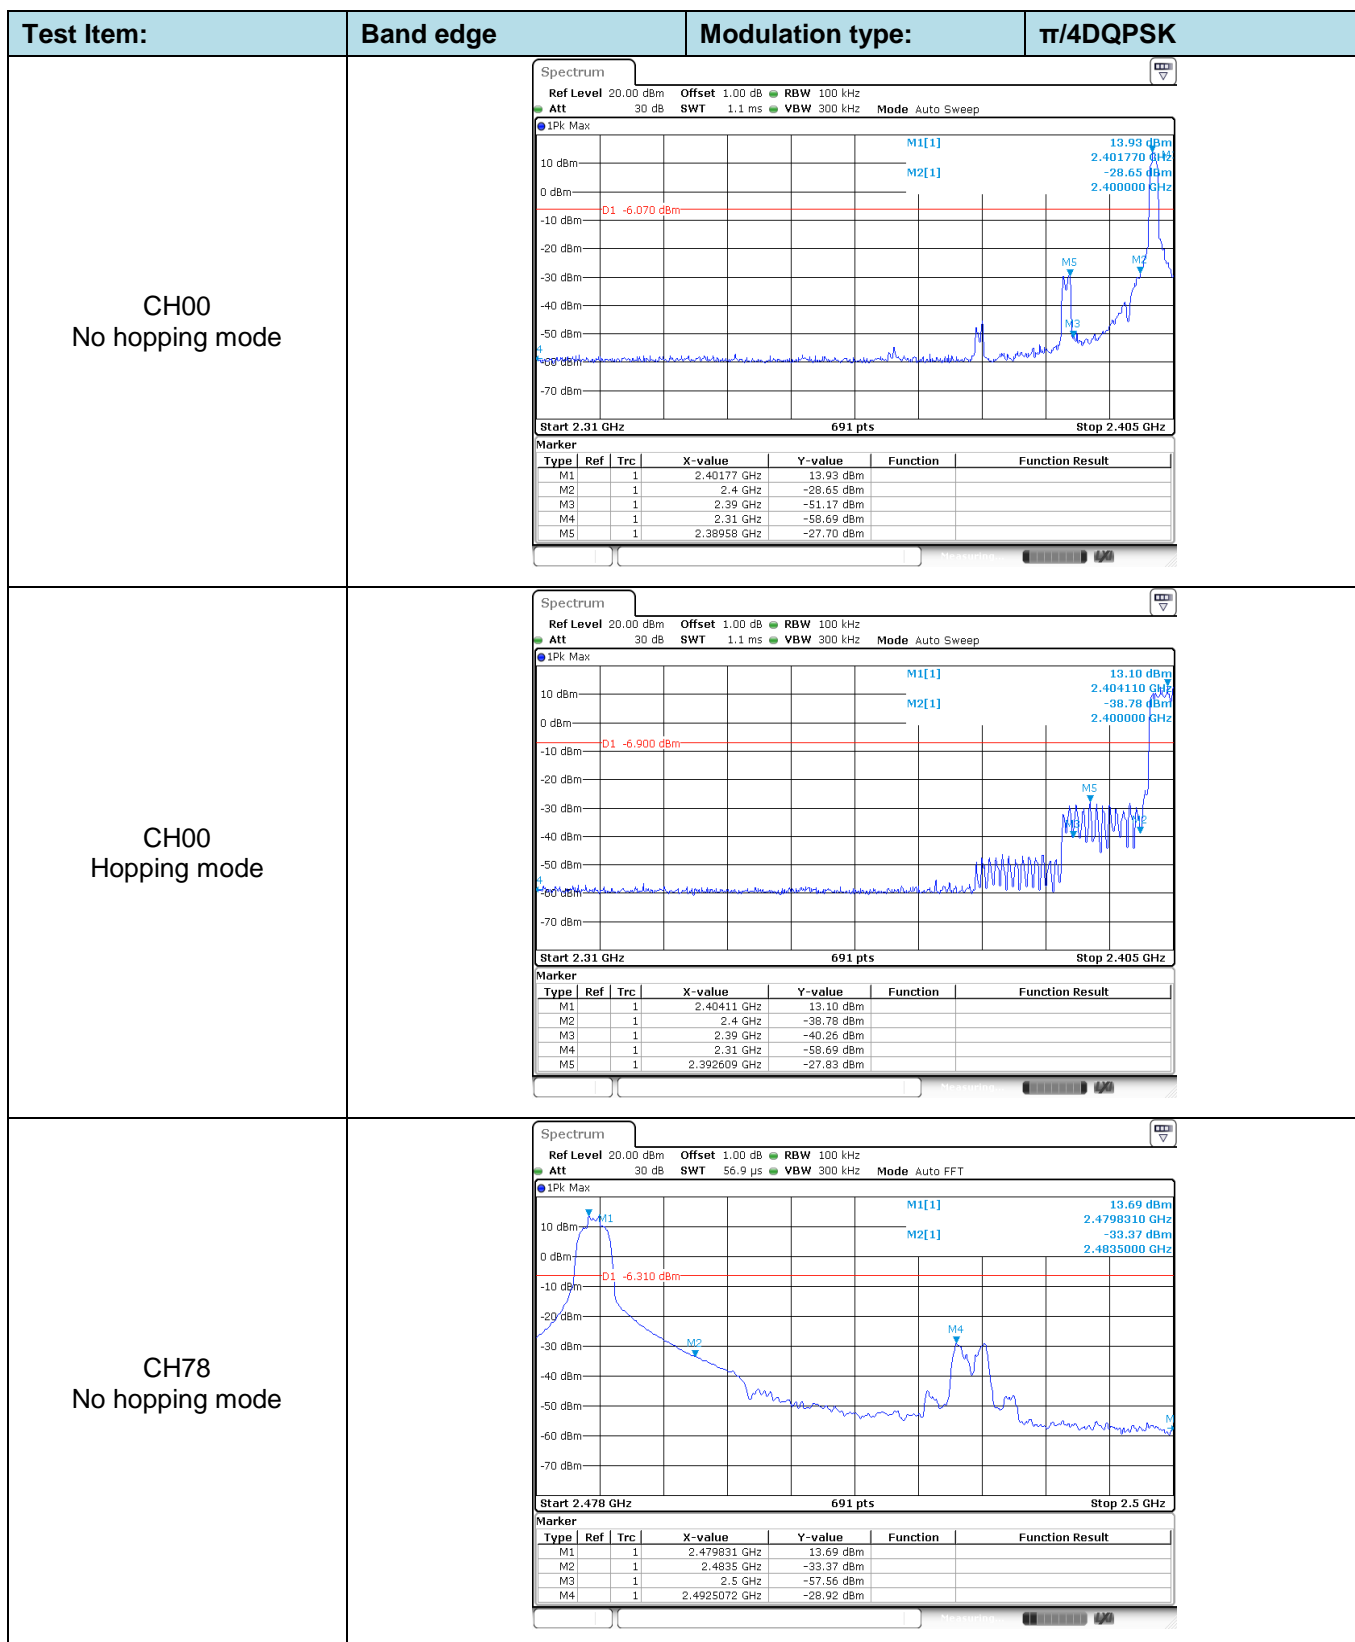 Test Item: Band edge Modulation type: π/4DQPSK
CH00
No hopping mode
Spectrum
Ref Level 20.00 dBm Offset 1.00 dB RBW 100 kHz
Att 30 dB SWT 1.1 ms VBW 300 kHz Mode Auto Sweep
1Pk Max
M1[1] 13.93 dBm
2.401770 GHz
M2[1] -28.65 dBm
2.400000 GHz
10 dBm
0 dBm
D1 -6.070 dBm
-10 dBm
-20 dBm
M5 M2
-30 dBm
-40 dBm
M3
-50 dBm
-60 dBm
-70 dBm
Start 2.31 GHz 691 pts Stop 2.405 GHz
Marker
Type Ref Trc X-value Y-value Function Function Result
M1 1 2.40177 GHz 13.93 dBm
M2 1 2.4 GHz -28.65 dBm
M3 1 2.39 GHz -51.17 dBm
M4 1 2.31 GHz -58.69 dBm
M5 1 2.38958 GHz -27.70 dBm
Measuring...
CH00
Hopping mode
Spectrum
Ref Level 20.00 dBm Offset 1.00 dB RBW 100 kHz
Att 30 dB SWT 1.1 ms VBW 300 kHz Mode Auto Sweep
1Pk Max
M1[1] 13.10 dBm
2.404110 GHz
M2[1] -38.78 dBm
2.400000 GHz
10 dBm
0 dBm
D1 -6.900 dBm
-10 dBm
-20 dBm
M5
-30 dBm
M3 M2
-40 dBm
-50 dBm
-60 dBm
-70 dBm
Start 2.31 GHz 691 pts Stop 2.405 GHz
Marker
Type Ref Trc X-value Y-value Function Function Result
M1 1 2.40411 GHz 13.10 dBm
M2 1 2.4 GHz -38.78 dBm
M3 1 2.39 GHz -40.26 dBm
M4 1 2.31 GHz -58.69 dBm
M5 1 2.392609 GHz -27.83 dBm
Measuring...
CH78
No hopping mode
Spectrum
Ref Level 20.00 dBm Offset 1.00 dB RBW 100 kHz
Att 30 dB SWT 56.9 µs VBW 300 kHz Mode Auto FFT
1Pk Max
M1[1] 13.69 dBm
2.4798310 GHz
M2[1] -33.37 dBm
2.4835000 GHz
M1
10 dBm
0 dBm
D1 -6.310 dBm
-10 dBm
-20 dBm
M4
M2
-30 dBm
-40 dBm
-50 dBm
M
-60 dBm
-70 dBm
Start 2.478 GHz 691 pts Stop 2.5 GHz
Marker
Type Ref Trc X-value Y-value Function Function Result
M1 1 2.479831 GHz 13.69 dBm
M2 1 2.4835 GHz -33.37 dBm
M3 1 2.5 GHz -57.56 dBm
M4 1 2.4925072 GHz -28.92 dBm
Measuring...